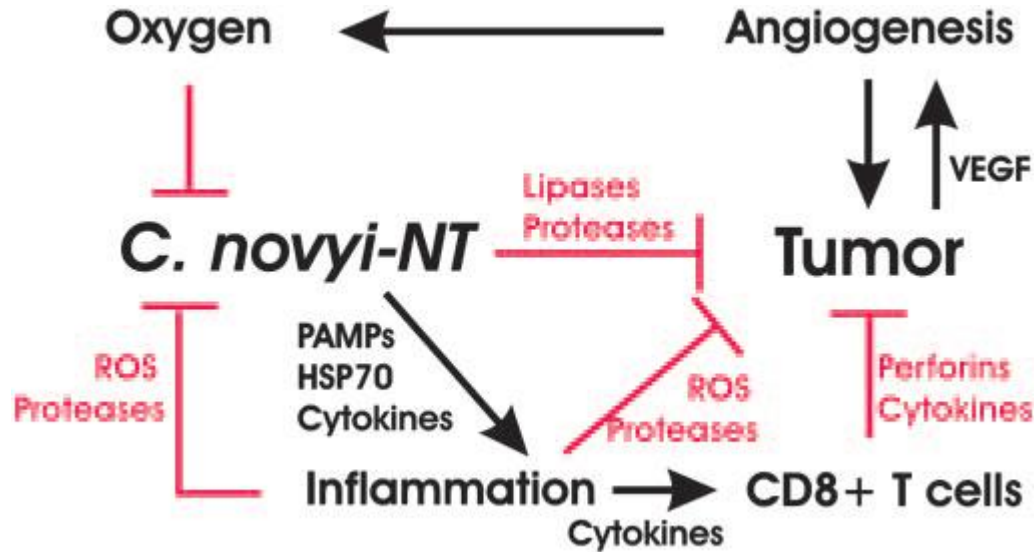 Oxygen
Angiogenesis
VEGF
Lipases
Proteases
C. novyi-NT
Tumor
PAMPs
HSP70
Cytokines
ROS
Proteases
ROS
Proteases
Perforins
Cytokines
Inflammation
CD8+ T cells
Cytokines